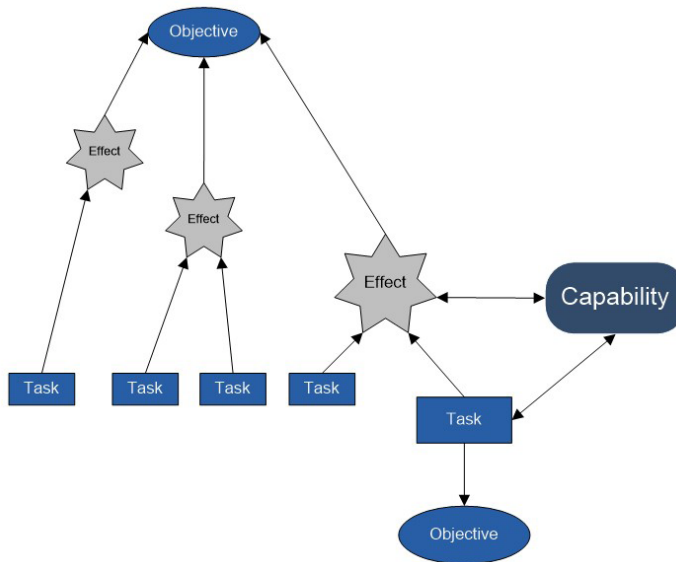 Objective
Effect
Effect
Effect
Capability
Task
Task
Task
Task
Task
Objective